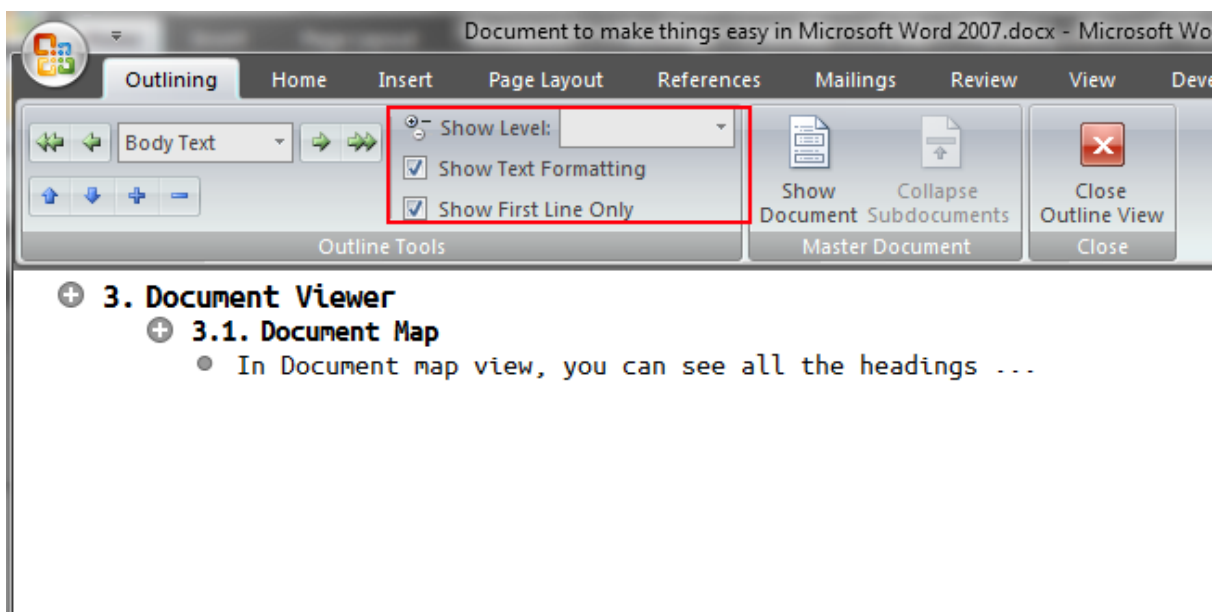 Document to make things easy in Microsoft Word 2007.docx - Microsoft Wo
Outlining Home Insert Page Layout References Mailings Review View Deve
Body Text
Show Level:
Show Text Formatting
Show First Line Only
Show Document
Collapse Subdocuments
Close Outline View
Outline Tools Master Document Close
3. Document Viewer
3.1. Document Map
In Document map view, you can see all the headings ...